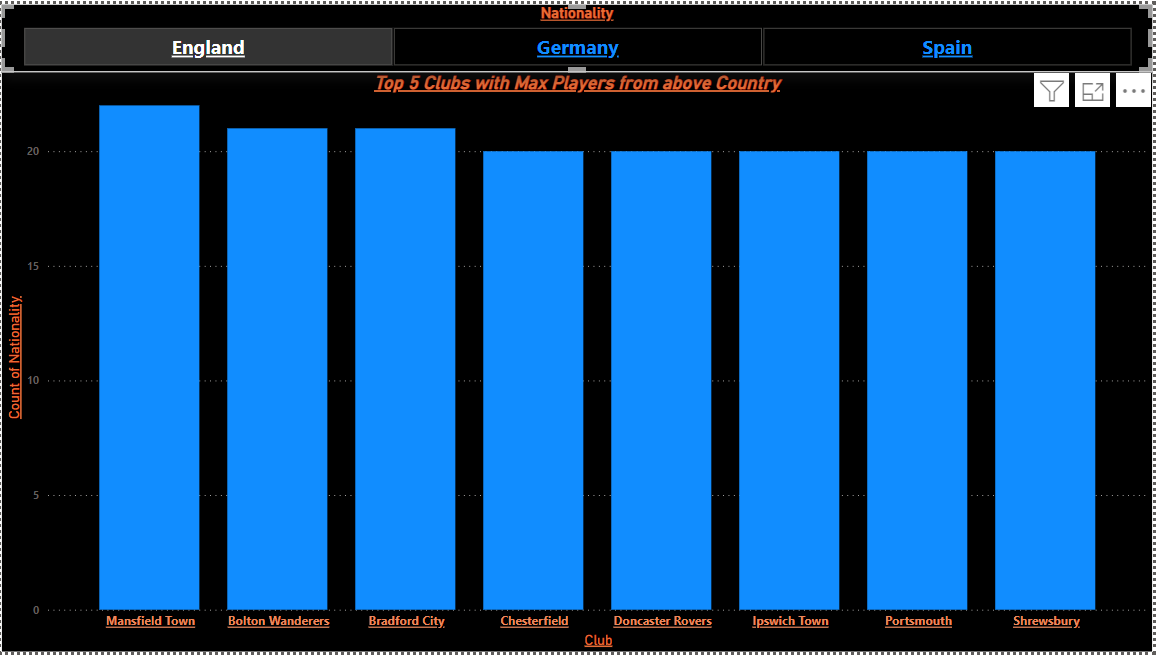 Nationality
England Germany Spain
Top 5 Clubs with Max Players from above Country
Count of Nationality
20
15
10
5
0
Mansfield Town Bolton Wanderers Bradford City Chesterfield Doncaster Rovers Ipswich Town Portsmouth Shrewsbury
Club